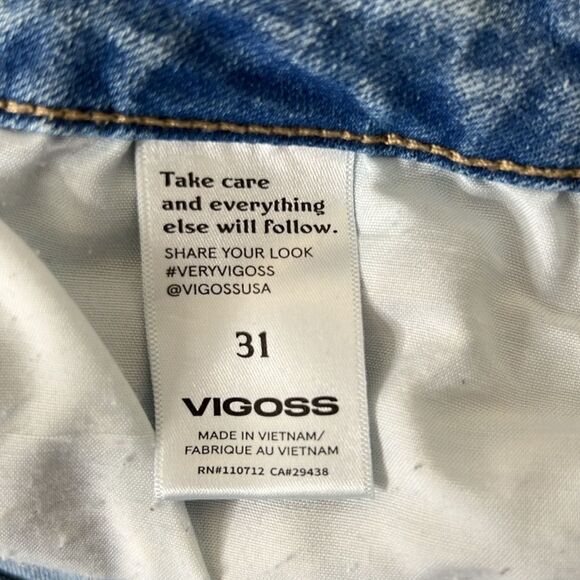 Take care
and everything
else will follow.
SHARE YOUR LOOK
#VERYVIGOSS
@VIGOSSUSA
31
VIGOSS
MADE IN VIETNAM/
FABRIQUE AU VIETNAM
RN#110712 CA#29438